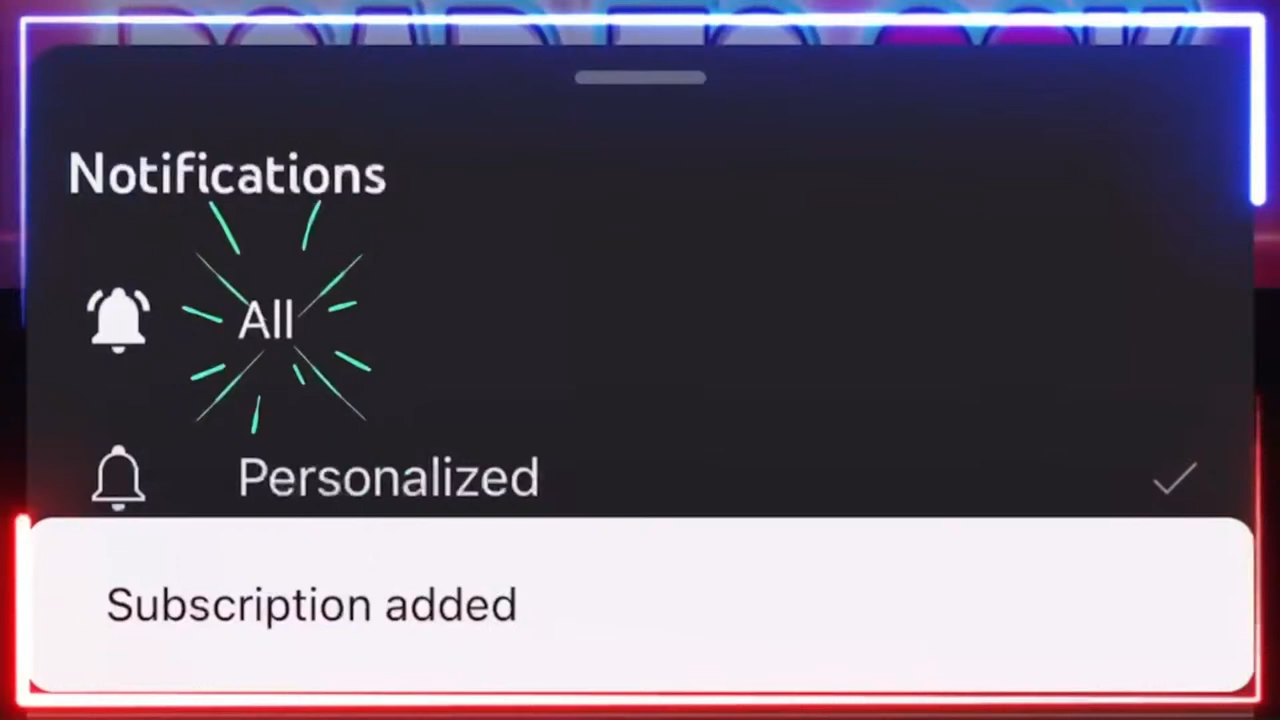 Notifications
All
Personalized
Subscription added